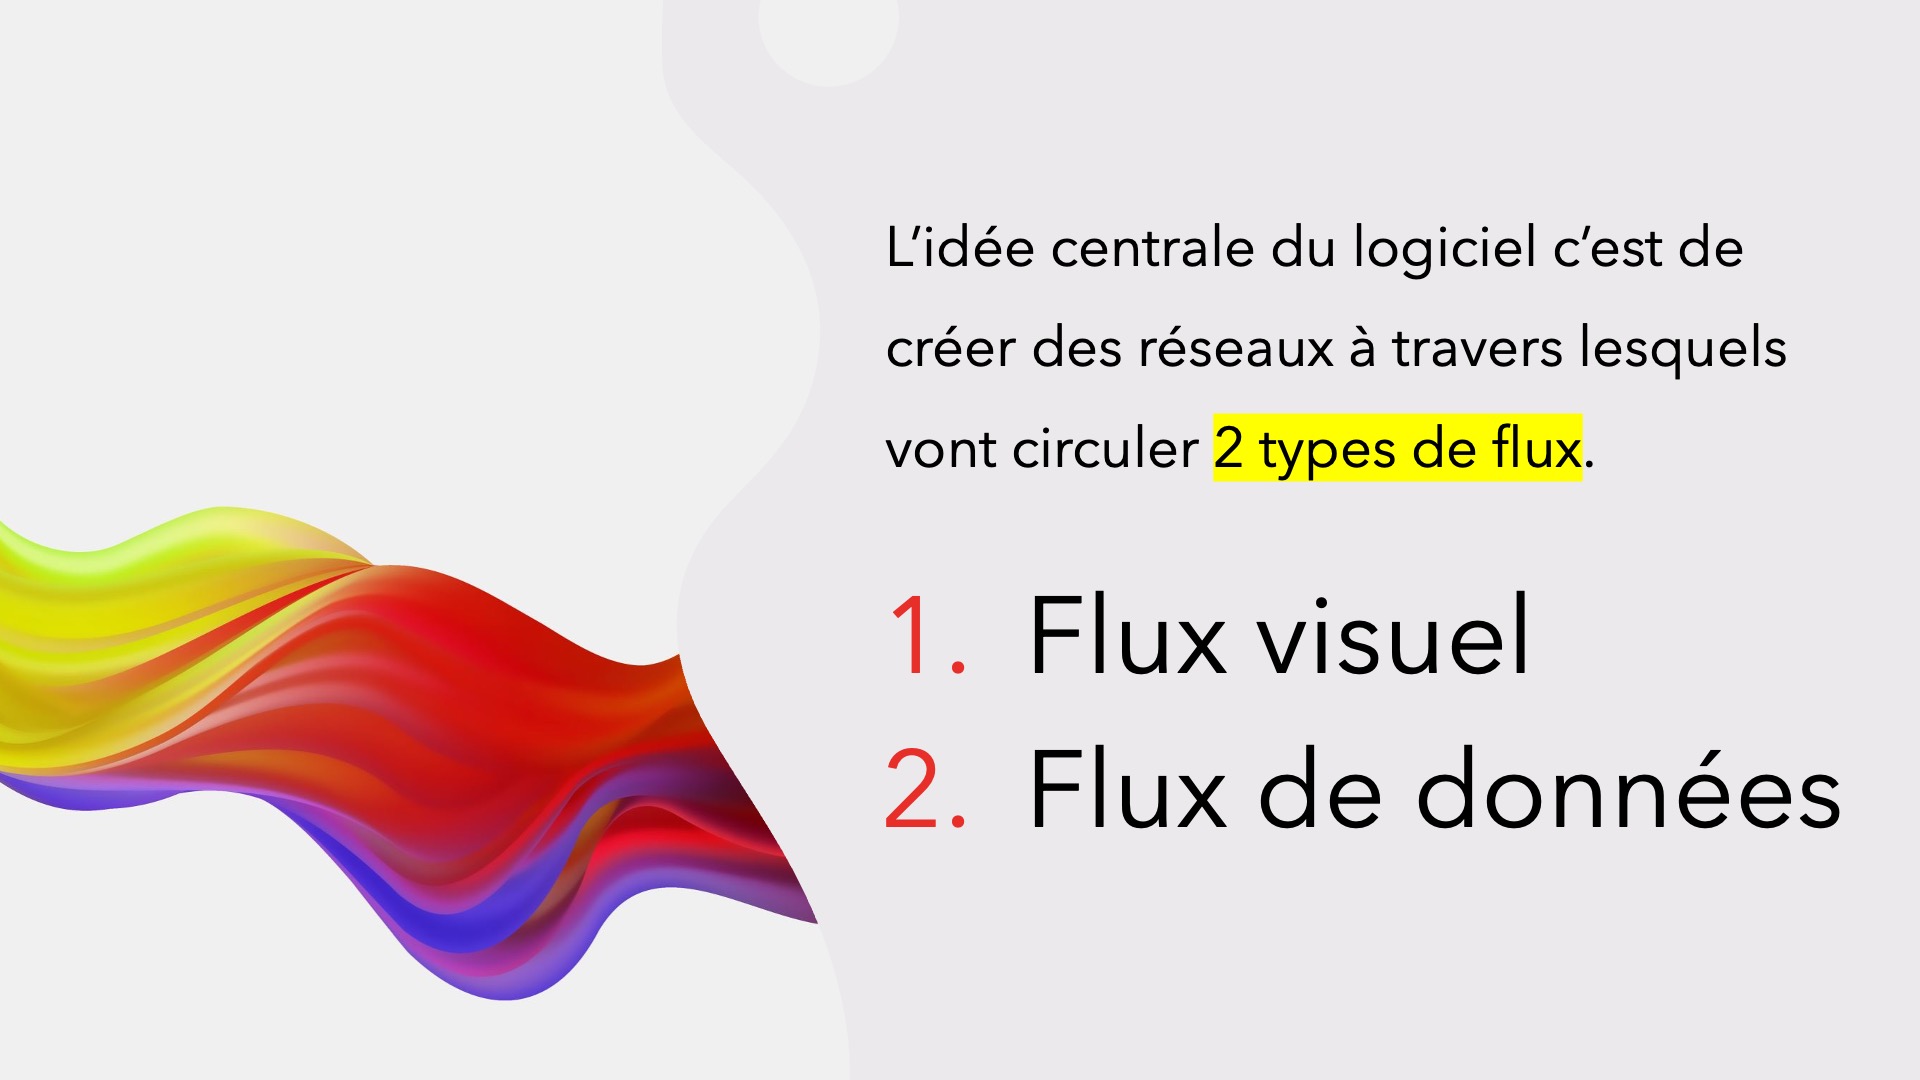 L’idée centrale du logiciel c’est de
créer des réseaux à travers lesquels
vont circuler 2 types de flux.
1. Flux visuel
2. Flux de données